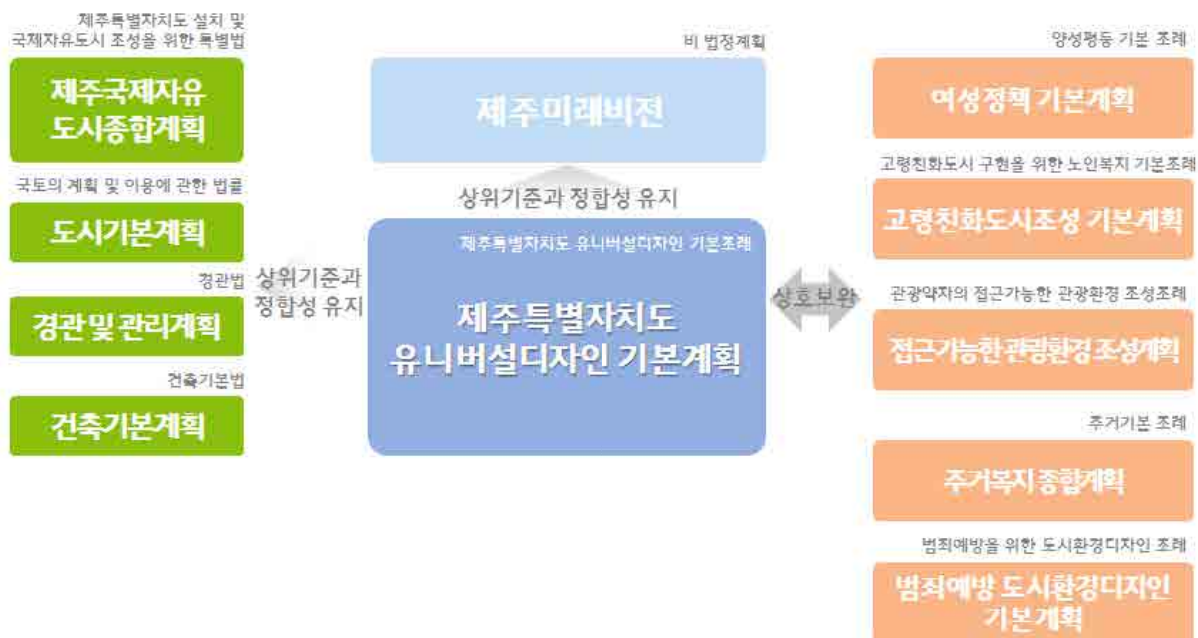 제주특별자치도 설치 및
국제자유도시 조성을 위한 특별법
제주국제자유
도시종합계획
국토의 계획 및 이용에 관한 법률
도시기본계획
경관법
경관 및 관리계획
건축기본법
건축기본계획
상위기준과
정합성 유지
비 법정계획
제주미래비전
상위기준과 정합성 유지
제주특별자치도 유니버설디자인 기본조례
제주특별자치도
유니버설디자인 기본계획
상호보완
양성평등 기본 조례
여성정책 기본계획
고령친화도시 구현을 위한 노인복지 기본조례
고령친화도시조성 기본계획
관광약자의 접근가능한 관광환경 조성조례
접근가능한 관광환경 조성계획
주거기본 조례
주거복지 종합계획
범죄예방을 위한 도시환경디자인 조례
범죄예방 도시환경디자인
기본계획